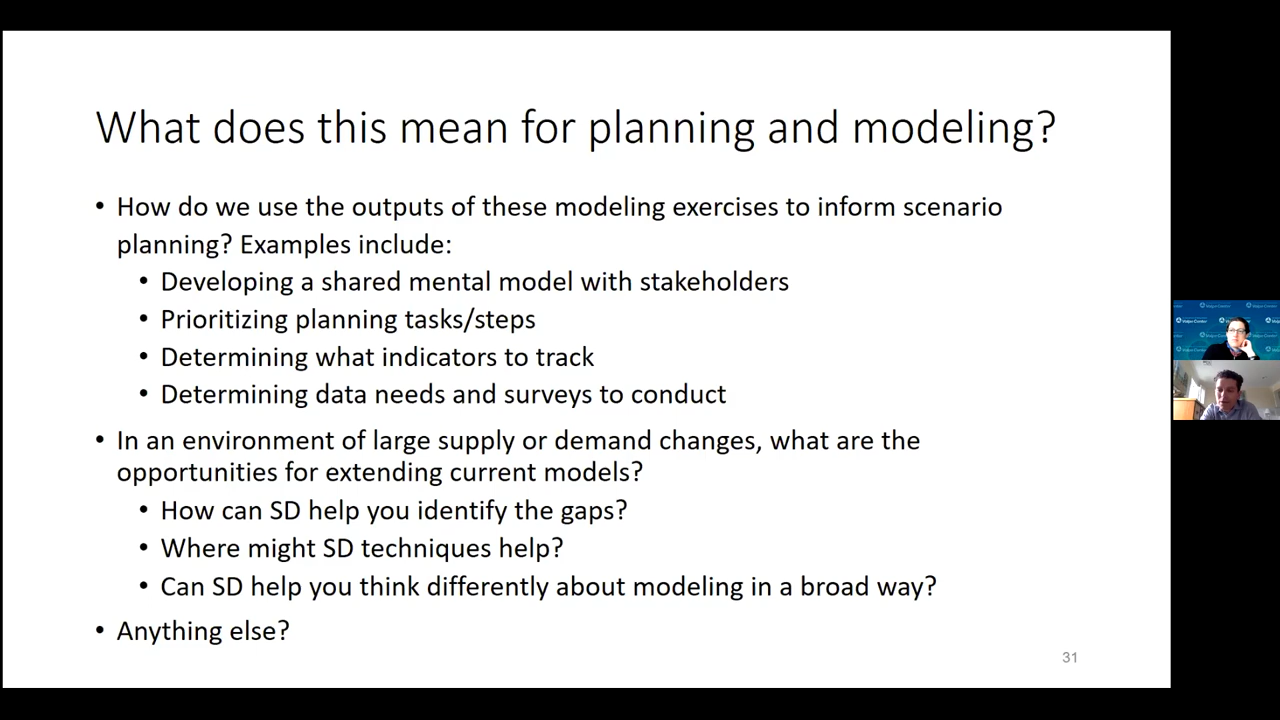 What does this mean for planning and modeling?
• How do we use the outputs of these modeling exercises to inform scenario
planning? Examples include:
• Developing a shared mental model with stakeholders
• Prioritizing planning tasks/steps
• Determining what indicators to track
• Determining data needs and surveys to conduct
• In an environment of large supply or demand changes, what are the
opportunities for extending current models?
• How can SD help you identify the gaps?
• Where might SD techniques help?
• Can SD help you think differently about modeling in a broad way?
• Anything else?
31